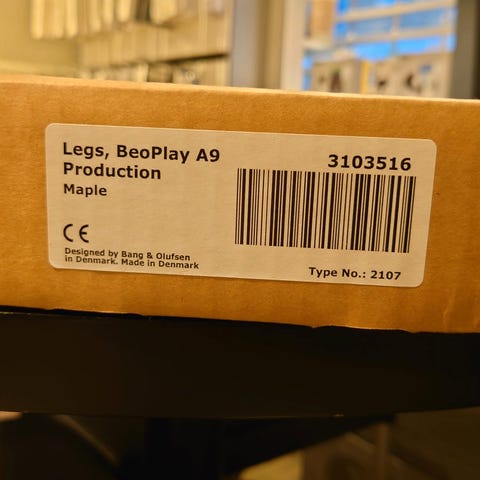 Legs, BeoPlay A9
Production
Maple
3103516
CE
Designed by Bang & Olufsen
in Denmark. Made in Denmark
Type No.: 2107